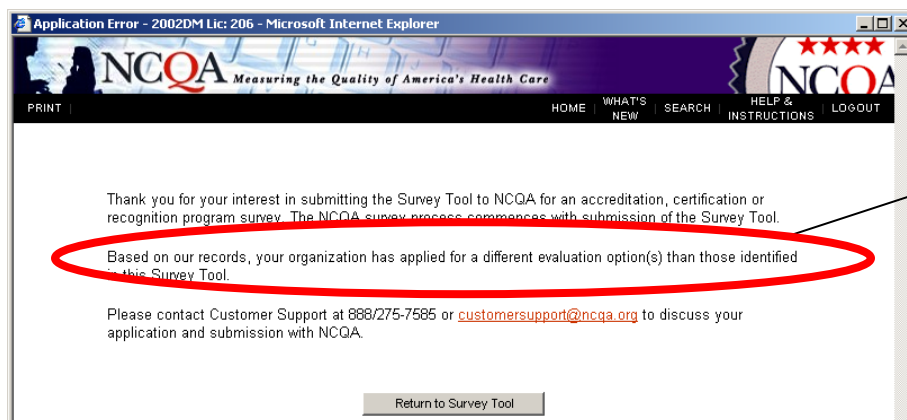 Application Error - 2002DM Lic: 206 - Microsoft Internet Explorer
NCQA Measuring the Quality of America's Health Care
NCQA
PRINT | HOME | WHAT'S NEW | SEARCH | HELP & INSTRUCTIONS | LOGOUT
Thank you for your interest in submitting the Survey Tool to NCQA for an accreditation, certification or
recognition program survey. The NCQA survey process commences with submission of the Survey Tool.
Based on our records, your organization has applied for a different evaluation option(s) than those identified
in this Survey Tool.
Please contact Customer Support at 888/275-7585 or customersupport@ncqa.org to discuss your
application and submission with NCQA.
Return to Survey Tool